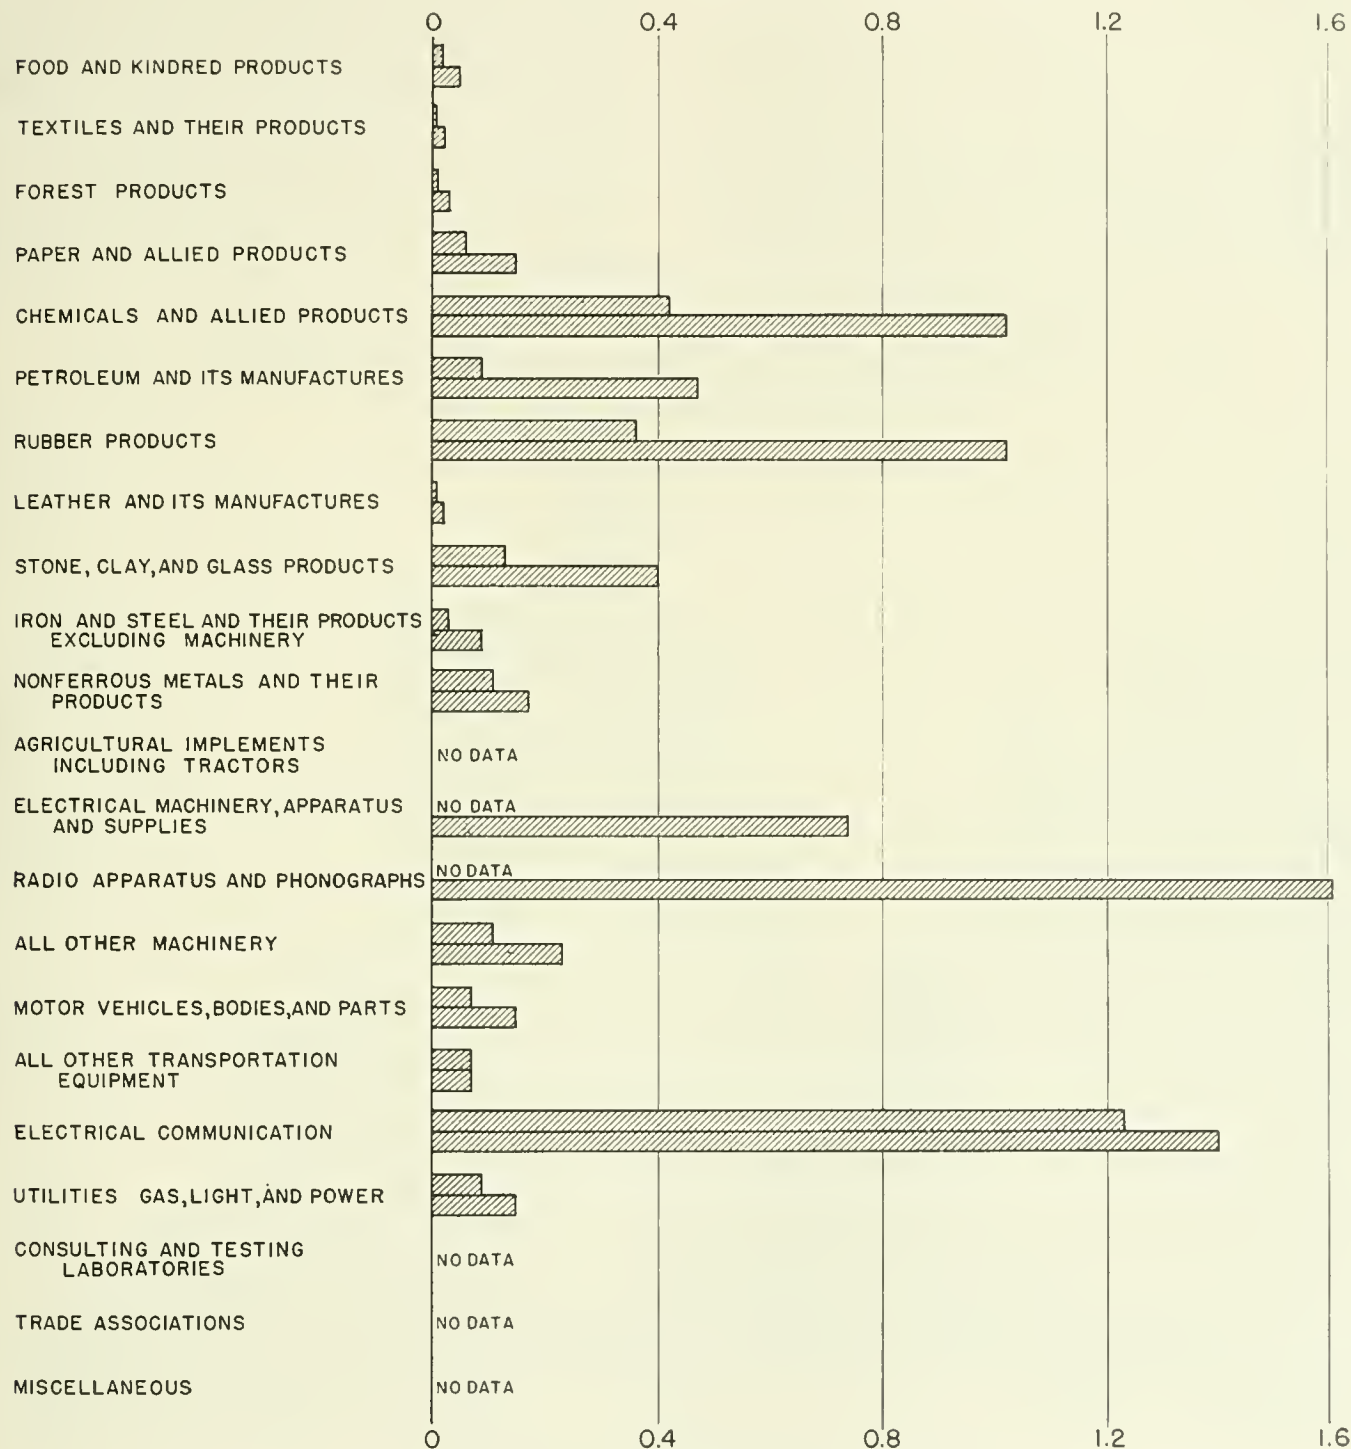 0 0.4 0.8 1.2 1.6
FOOD AND KINDRED PRODUCTS
TEXTILES AND THEIR PRODUCTS
FOREST PRODUCTS
PAPER AND ALLIED PRODUCTS
CHEMICALS AND ALLIED PRODUCTS
PETROLEUM AND ITS MANUFACTURES
RUBBER PRODUCTS
LEATHER AND ITS MANUFACTURES
STONE, CLAY, AND GLASS PRODUCTS
IRON AND STEEL AND THEIR PRODUCTS
EXCLUDING MACHINERY
NONFERROUS METALS AND THEIR
PRODUCTS
AGRICULTURAL IMPLEMENTS
INCLUDING TRACTORS
NO DATA
ELECTRICAL MACHINERY, APPARATUS
AND SUPPLIES
NO DATA
RADIO APPARATUS AND PHONOGRAPHS
NO DATA
ALL OTHER MACHINERY
MOTOR VEHICLES, BODIES, AND PARTS
ALL OTHER TRANSPORTATION
EQUIPMENT
ELECTRICAL COMMUNICATION
UTILITIES GAS, LIGHT, AND POWER
CONSULTING AND TESTING
LABORATORIES
NO DATA
TRADE ASSOCIATIONS
NO DATA
MISCELLANEOUS
NO DATA
0 0.4 0.8 1.2 1.6